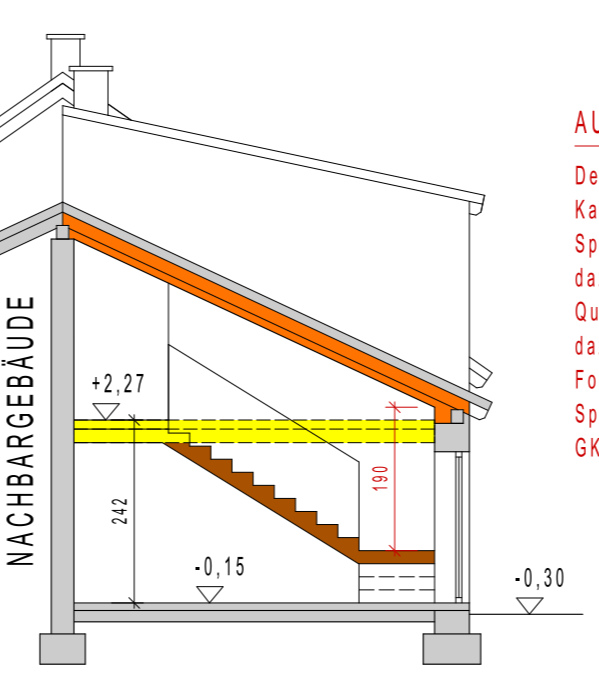 AU
De
Ka
Sp
da
Qu
da
Fo
Sp
GK
NACHBARGEBÄUDE
+2,27
242
190
-0,15
-0,30